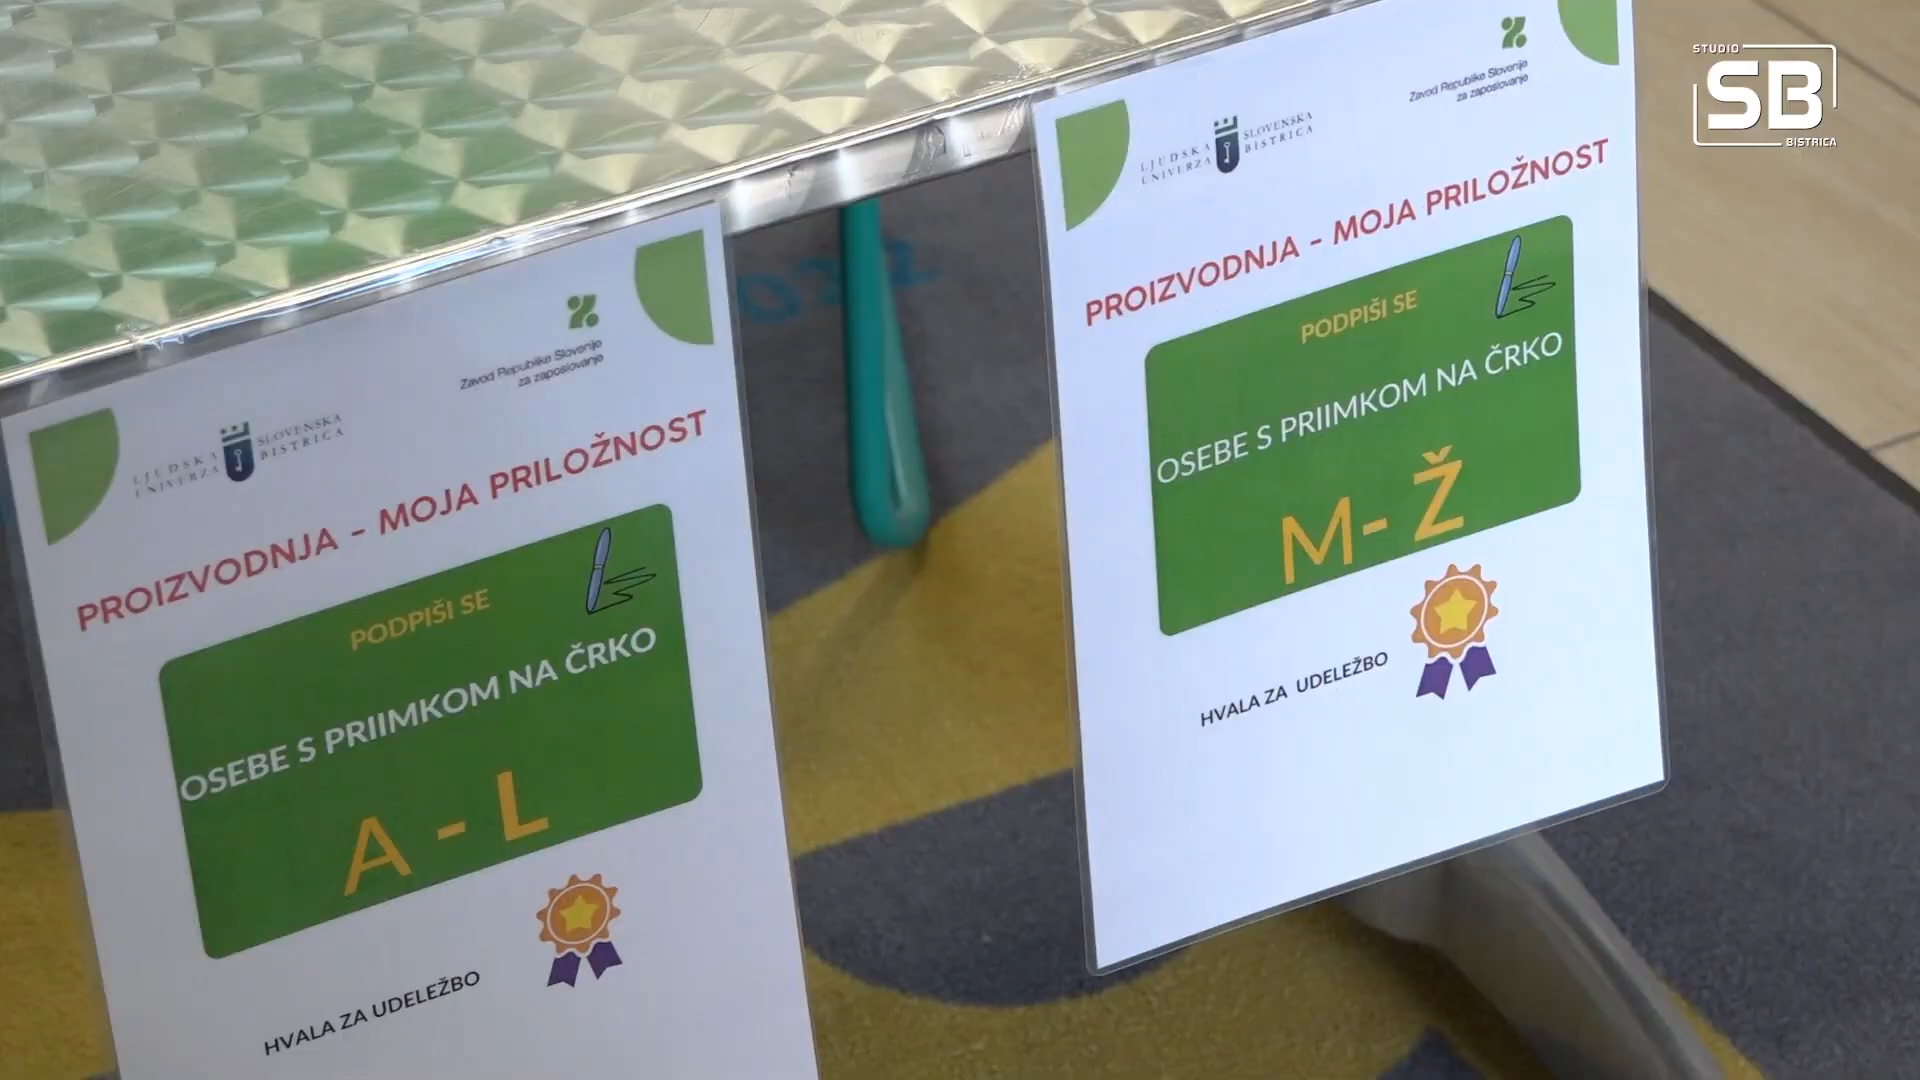 STUDIO
SB
BISTRICA
Zavod Republike Slovenije
za zaposlovanje
LJUDSKA
UNIVERZA
SLOVENSKA
BISTRICA
PROIZVODNJA - MOJA PRILOŽNOST
PODPIŠI SE
OSEBE S PRIIMKOM NA ČRKO
A - L
HVALA ZA UDELEŽBO
Zavod Republike Slovenije
za zaposlovanje
LJUDSKA
UNIVERZA
SLOVENSKA
BISTRICA
PROIZVODNJA - MOJA PRILOŽNOST
PODPIŠI SE
OSEBE S PRIIMKOM NA ČRKO
M- Ž
HVALA ZA UDELEŽBO